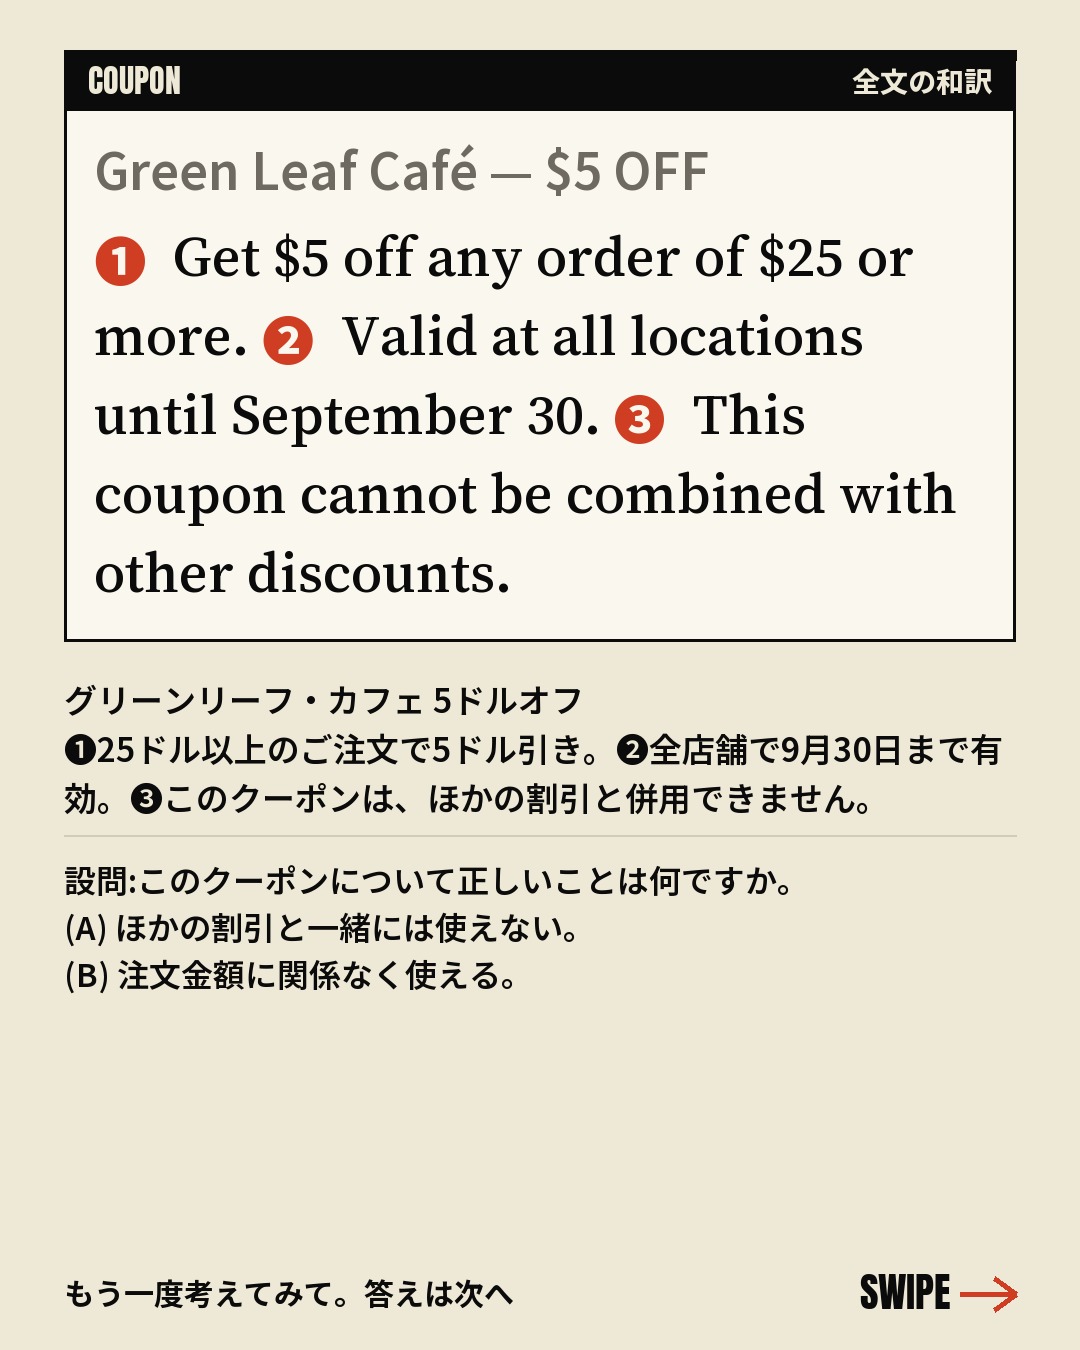 COUPON
全文の和訳
Green Leaf Café — $5 OFF
❶ Get $5 off any order of $25 or
more. ❷ Valid at all locations
until September 30. ❸ This
coupon cannot be combined with
other discounts.
グリーンリーフ・カフェ 5ドルオフ
❶25ドル以上のご注文で5ドル引き。❷全店舗で9月30日まで有
効。❸このクーポンは、ほかの割引と併用できません。
設問:このクーポンについて正しいことは何ですか。
(A) ほかの割引と一緒には使えない。
(B) 注文金額に関係なく使える。
もう一度考えてみて。答えは次へ
SWIPE